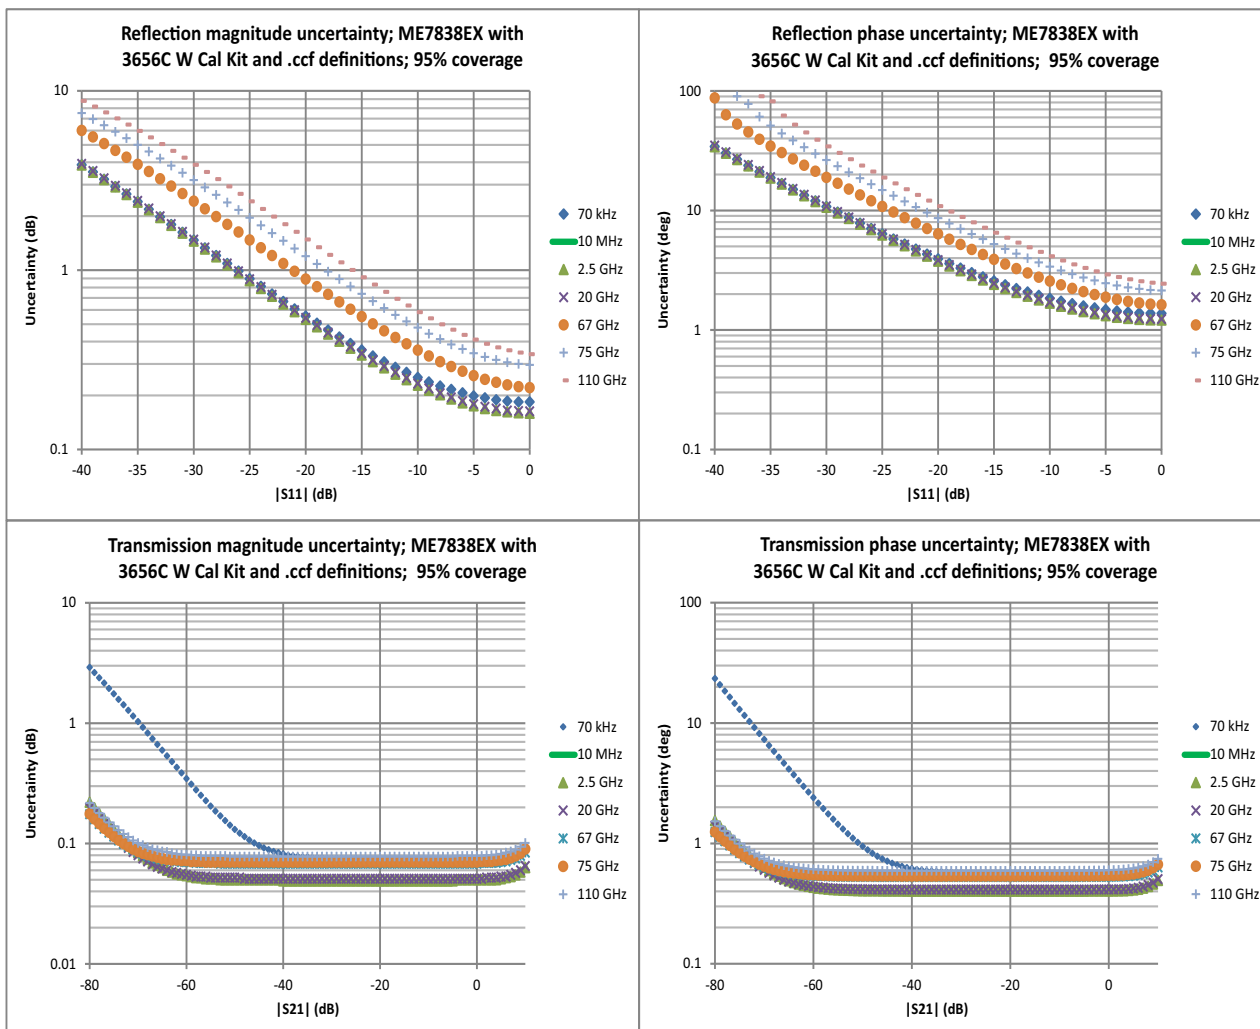 Reflection magnitude uncertainty; ME7838EX with
3656C W Cal Kit and .ccf definitions; 95% coverage
10
1
0.1
Uncertainty (dB)
-40
-35
-30
-25
-20
-15
-10
-5
0
|S11| (dB)
70 kHz
10 MHz
2.5 GHz
20 GHz
67 GHz
75 GHz
110 GHz
Reflection phase uncertainty; ME7838EX with
3656C W Cal Kit and .ccf definitions; 95% coverage
100
10
1
0.1
Uncertainty (deg)
-40
-35
-30
-25
-20
-15
-10
-5
0
|S11| (dB)
70 kHz
10 MHz
2.5 GHz
20 GHz
67 GHz
75 GHz
110 GHz
Transmission magnitude uncertainty; ME7838EX with
3656C W Cal Kit and .ccf definitions; 95% coverage
10
1
0.1
0.01
Uncertainty (dB)
-80
-60
-40
-20
0
|S21| (dB)
70 kHz
10 MHz
2.5 GHz
20 GHz
67 GHz
75 GHz
110 GHz
Transmission phase uncertainty; ME7838EX with
3656C W Cal Kit and .ccf definitions; 95% coverage
100
10
1
0.1
Uncertainty (deg)
-80
-60
-40
-20
0
|S21| (dB)
70 kHz
10 MHz
2.5 GHz
20 GHz
67 GHz
75 GHz
110 GHz